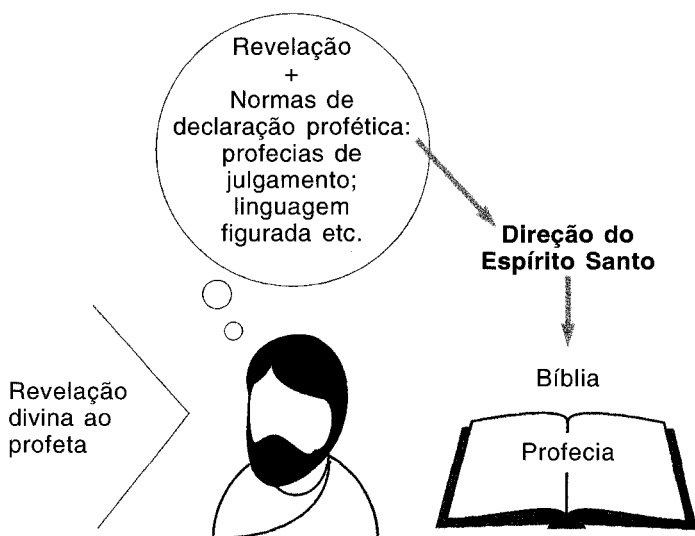 Revelação
+
Normas de
declaração profética:
profecias de
julgamento;
linguagem
figurada etc.
Direção do
Espírito Santo
Revelação
divina ao
profeta
Bíblia
Profecia